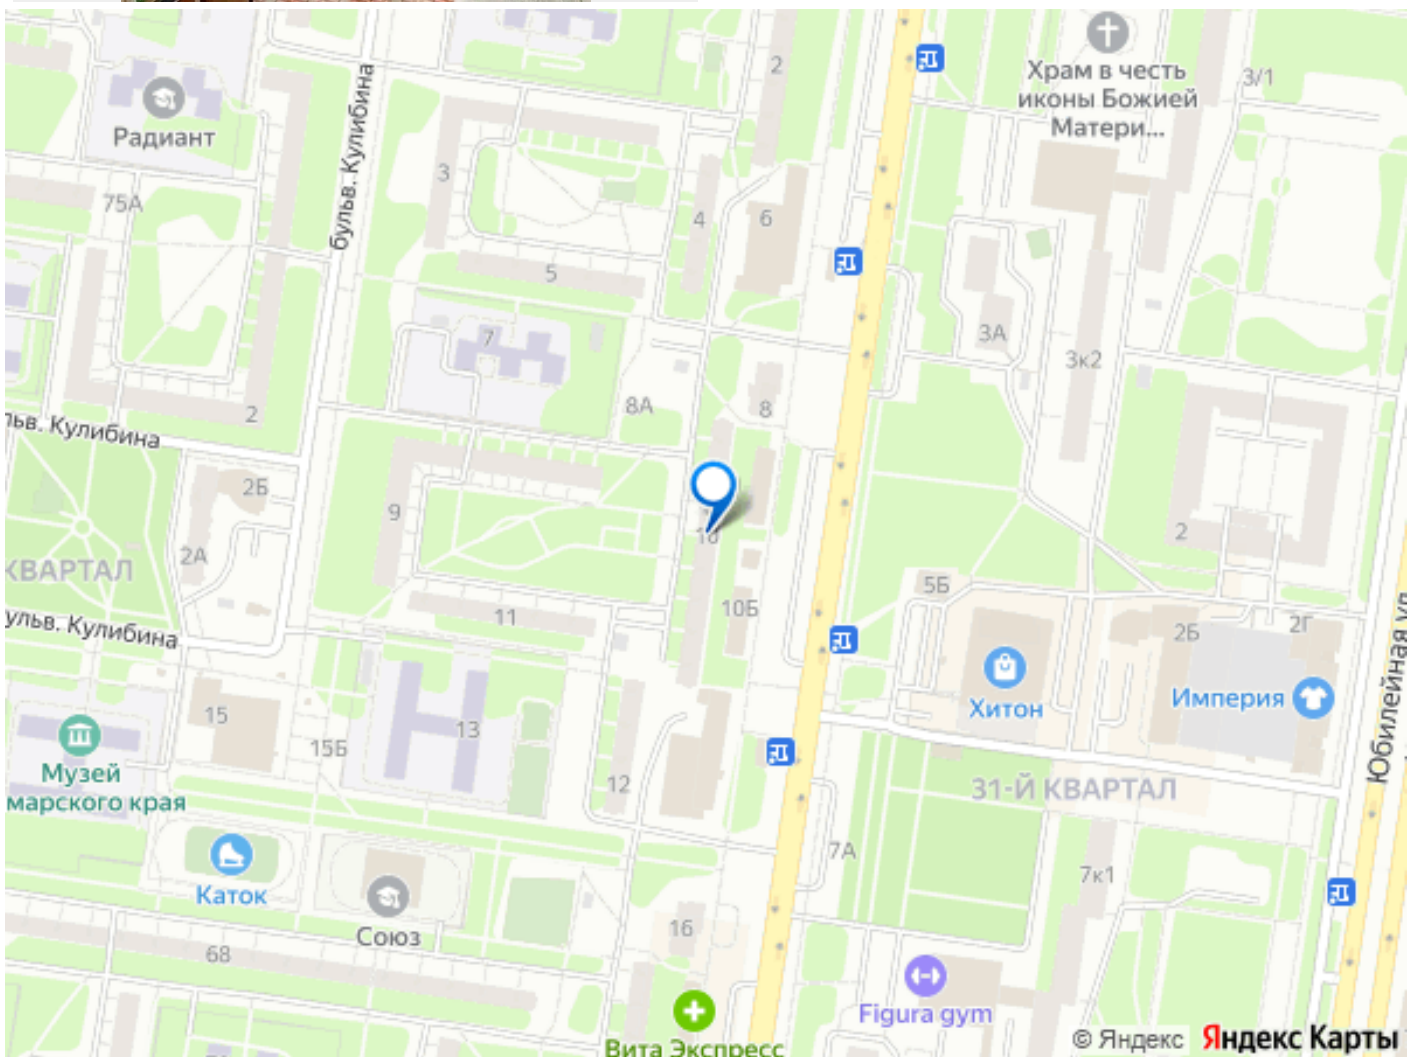 2
Храм в честь
иконы Божией
Матери...
3/1
Радиант
бульв. Кулибина
3
75А
4
6
5
3А
7
3к2
8А
8
2
льв. Кулибина
2Б
9
10
2
2А
КВАРТАЛ
5Б
10Б
11
ульв. Кулибина
2Б
2Г
Юбилейная ул.
Хитон
Империя
15
13
15Б
Музей
марского края
12
31-Й КВАРТАЛ
7А
7к1
Каток
Союз
16
68
Figura gym
Вита Экспресс
© Яндекс Яндекс Карты